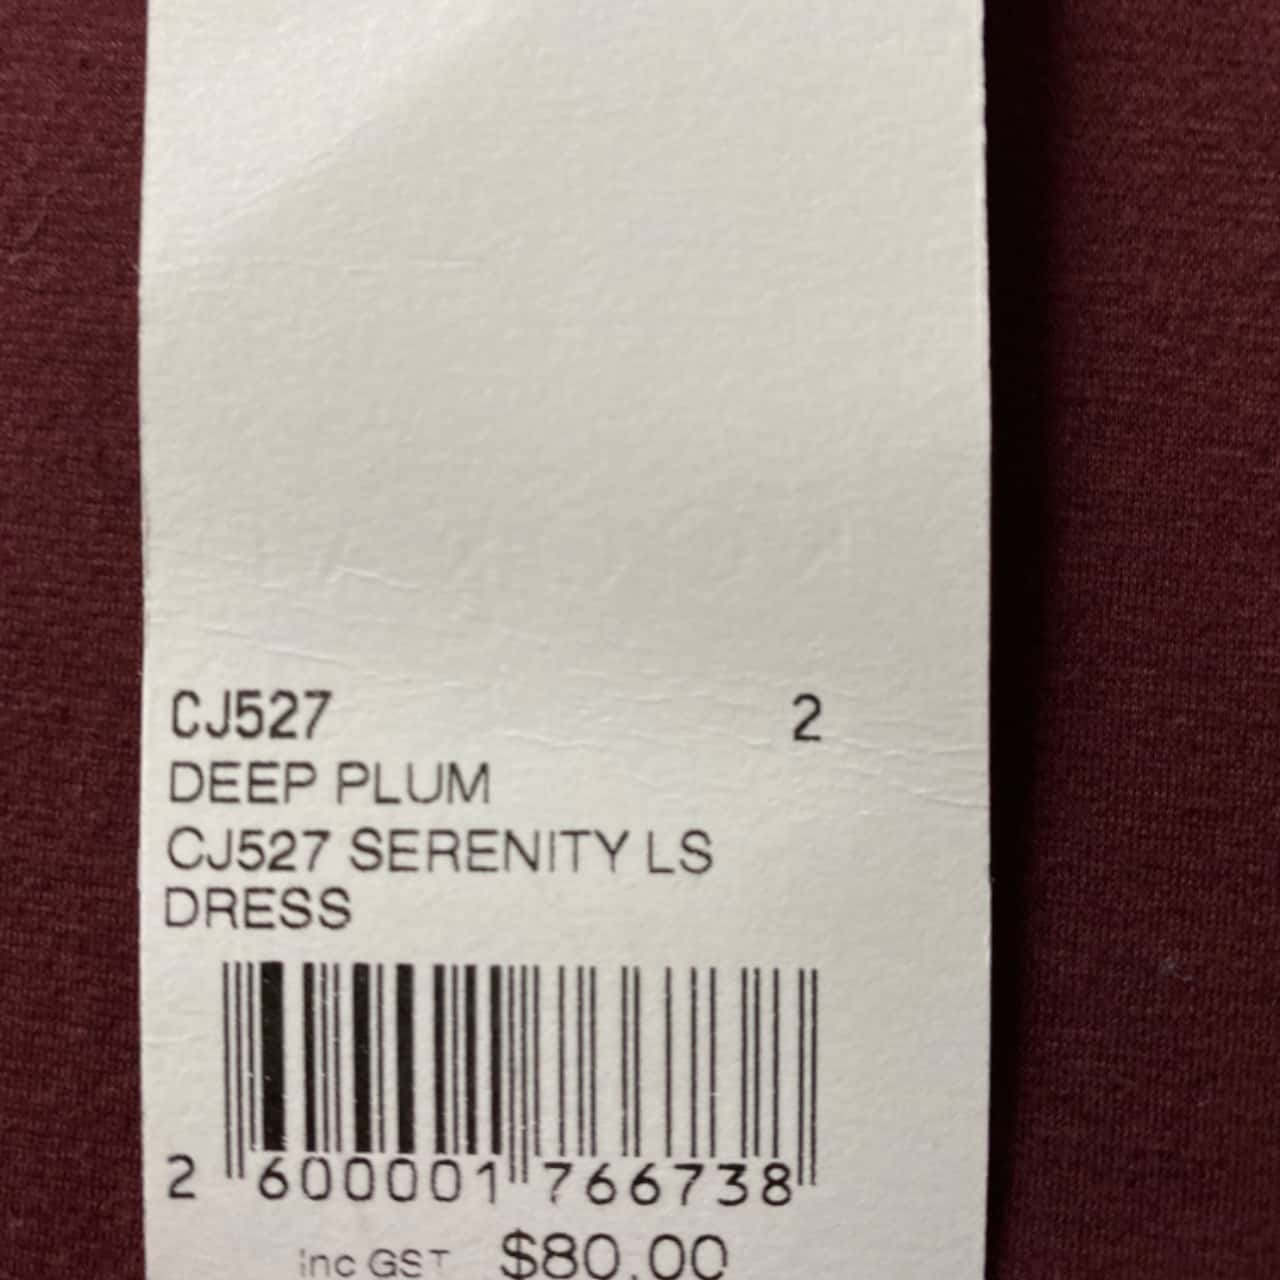 CJ527 2
DEEP PLUM
CJ527 SERENITY LS
DRESS
2 600001 766738
inc GST $80.00